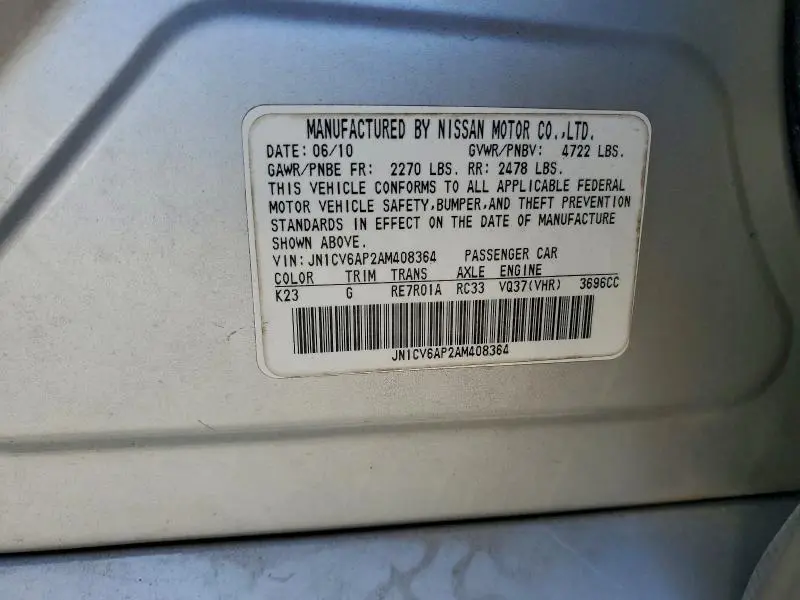 MANUFACTURED BY NISSAN MOTOR CO.,LTD.
DATE: 06/10 GVWR/PNBV: 4722 LBS.
GAWR/PNBE FR: 2270 LBS. RR: 2478 LBS.
THIS VEHICLE CONFORMS TO ALL APPLICABLE FEDERAL
MOTOR VEHICLE SAFETY,BUMPER,AND THEFT PREVENTION
STANDARDS IN EFFECT ON THE DATE OF MANUFACTURE
SHOWN ABOVE.
VIN: JN1CV6AP2AM408364 PASSENGER CAR
COLOR TRIM TRANS AXLE ENGINE
K23 G RE7R01A RC33 VQ37(VHR) 3696CC
JN1CV6AP2AM408364